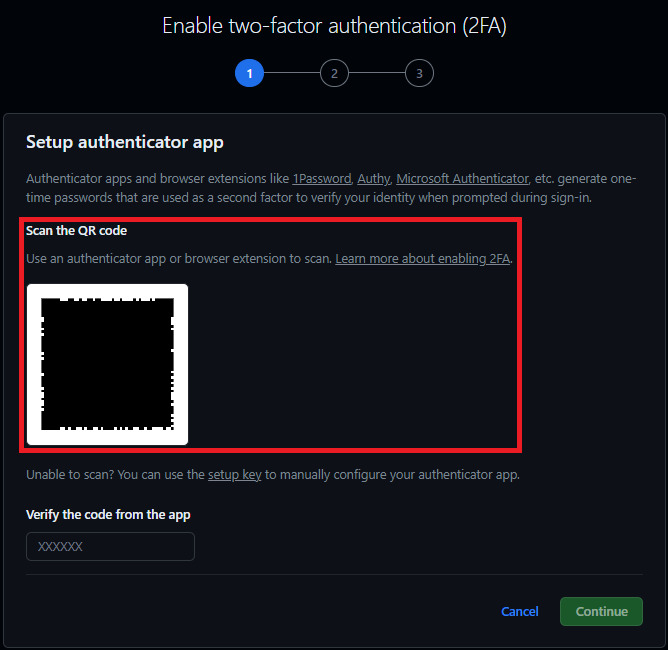 Enable two-factor authentication (2FA)
1
2
3
Setup authenticator app
Authenticator apps and browser extensions like 1Password, Authy, Microsoft Authenticator, etc. generate one-
time passwords that are used as a second factor to verify your identity when prompted during sign-in.
Scan the QR code
Use an authenticator app or browser extension to scan. Learn more about enabling 2FA.
Unable to scan? You can use the setup key to manually configure your authenticator app.
Verify the code from the app
XXXXXX
Cancel
Continue